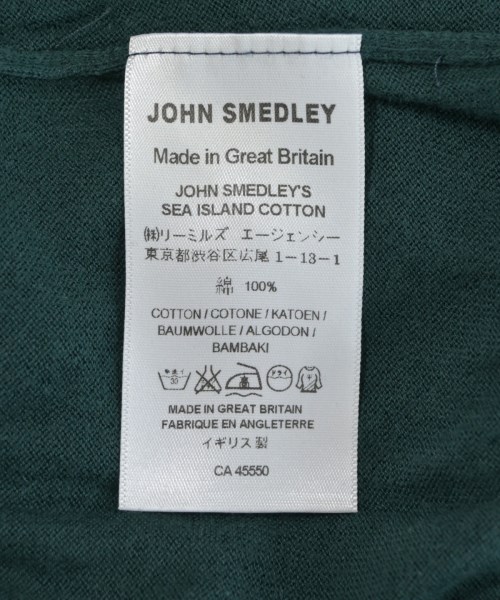 JOHN SMEDLEY
Made in Great Britain
JOHN SMEDLEY'S
SEA ISLAND COTTON
㈱リーミルズ エージェンシー
東京都渋谷区広尾1-13-1
綿 100%
COTTON / COTONE / KATOEN /
BAUMWOLLE / ALGODON /
BAMBAKI
30
MADE IN GREAT BRITAIN
FABRIQUE EN ANGLETERRE
イギリス製
CA 45550